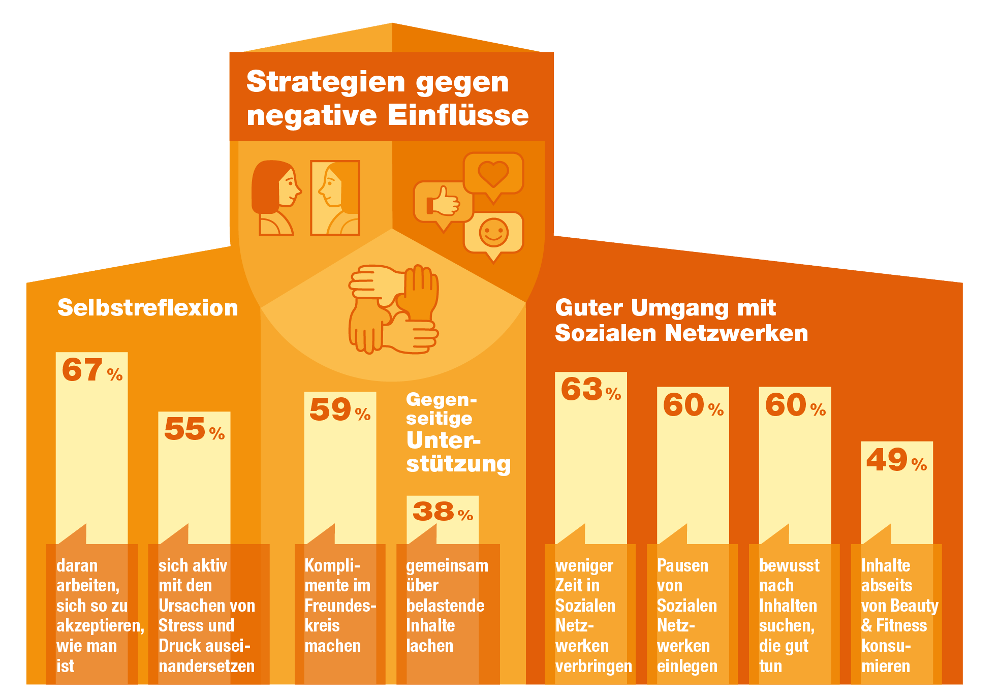 Strategien gegen
negative Einflüsse
Selbstreflexion
67 %
daran
arbeiten,
sich so zu
akzeptieren,
wie man
ist
55 %
sich aktiv
mit den
Ursachen von
Stress und
Druck ausei-
nandersetzen
Gegen-
seitige
Unter-
stützung
59 %
Kompli-
mente im
Freundes-
kreis
machen
38 %
gemeinsam
über
belastende
Inhalte
lachen
Guter Umgang mit
Sozialen Netzwerken
63 %
weniger
Zeit in
Sozialen
Netz-
werken
verbringen
60 %
Pausen
von
Sozialen
Netz-
werken
einlegen
60 %
bewusst
nach
Inhalten
suchen,
die gut
tun
49 %
Inhalte
abseits
von Beauty
& Fitness
konsu-
mieren